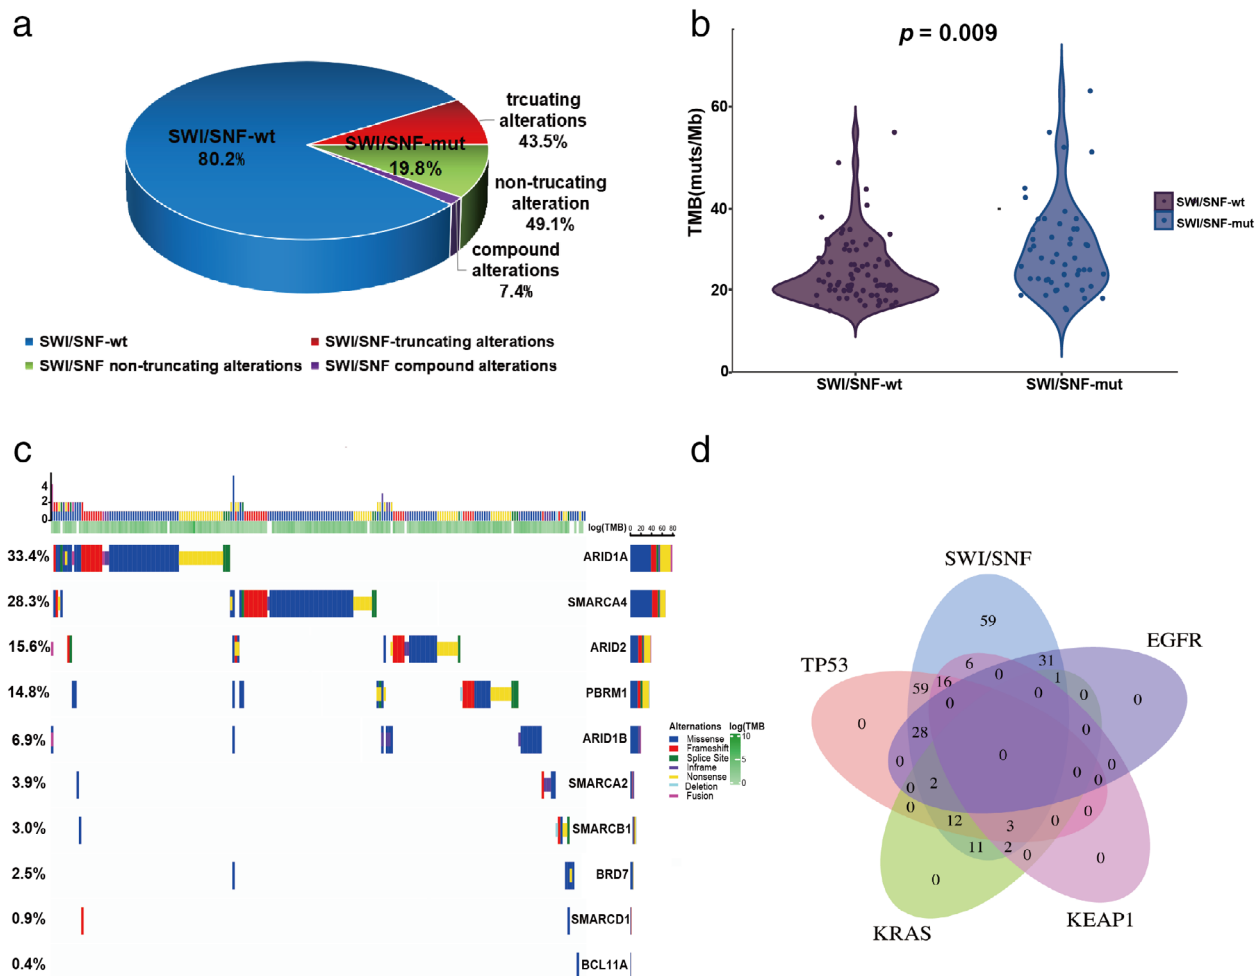 a
SWI/SNF-wt
80.2%
SWI/SNF-mut
19.8%
trcuating
alterations
43.5%
non-trucating
alteration
49.1%
compound
alterations
7.4%
SWI/SNF-wt
SWI/SNF-truncating alterations
SWI/SNF non-truncating alterations
SWI/SNF compound alterations
b
p = 0.009
TMB(muts/Mb)
60
40
20
0
SWI/SNF-wt
SWI/SNF-mut
SWI/SNF-wt
SWI/SNF-mut
c
4
2
0
log(TMB)
0 20 40 60 80
33.4% ARID1A
28.3% SMARCA4
15.6% ARID2
14.8% PBRM1
6.9% ARID1B
3.9% SMARCA2
3.0% SMARCB1
2.5% BRD7
0.9% SMARCD1
0.4% BCL11A
Alternations
Missense
Frameshift
Splice Site
Inframe
Nonsense
Deletion
Fusion
log(TMB
10
5
0
d
SWI/SNF
EGFR
TP53
KRAS
KEAP1
59
6
31
0
1
59
16
0
0
0
0
0
28
0
0
0
0
0
2
0
0
0
0
12
3
0
0
11
2
0
0
0